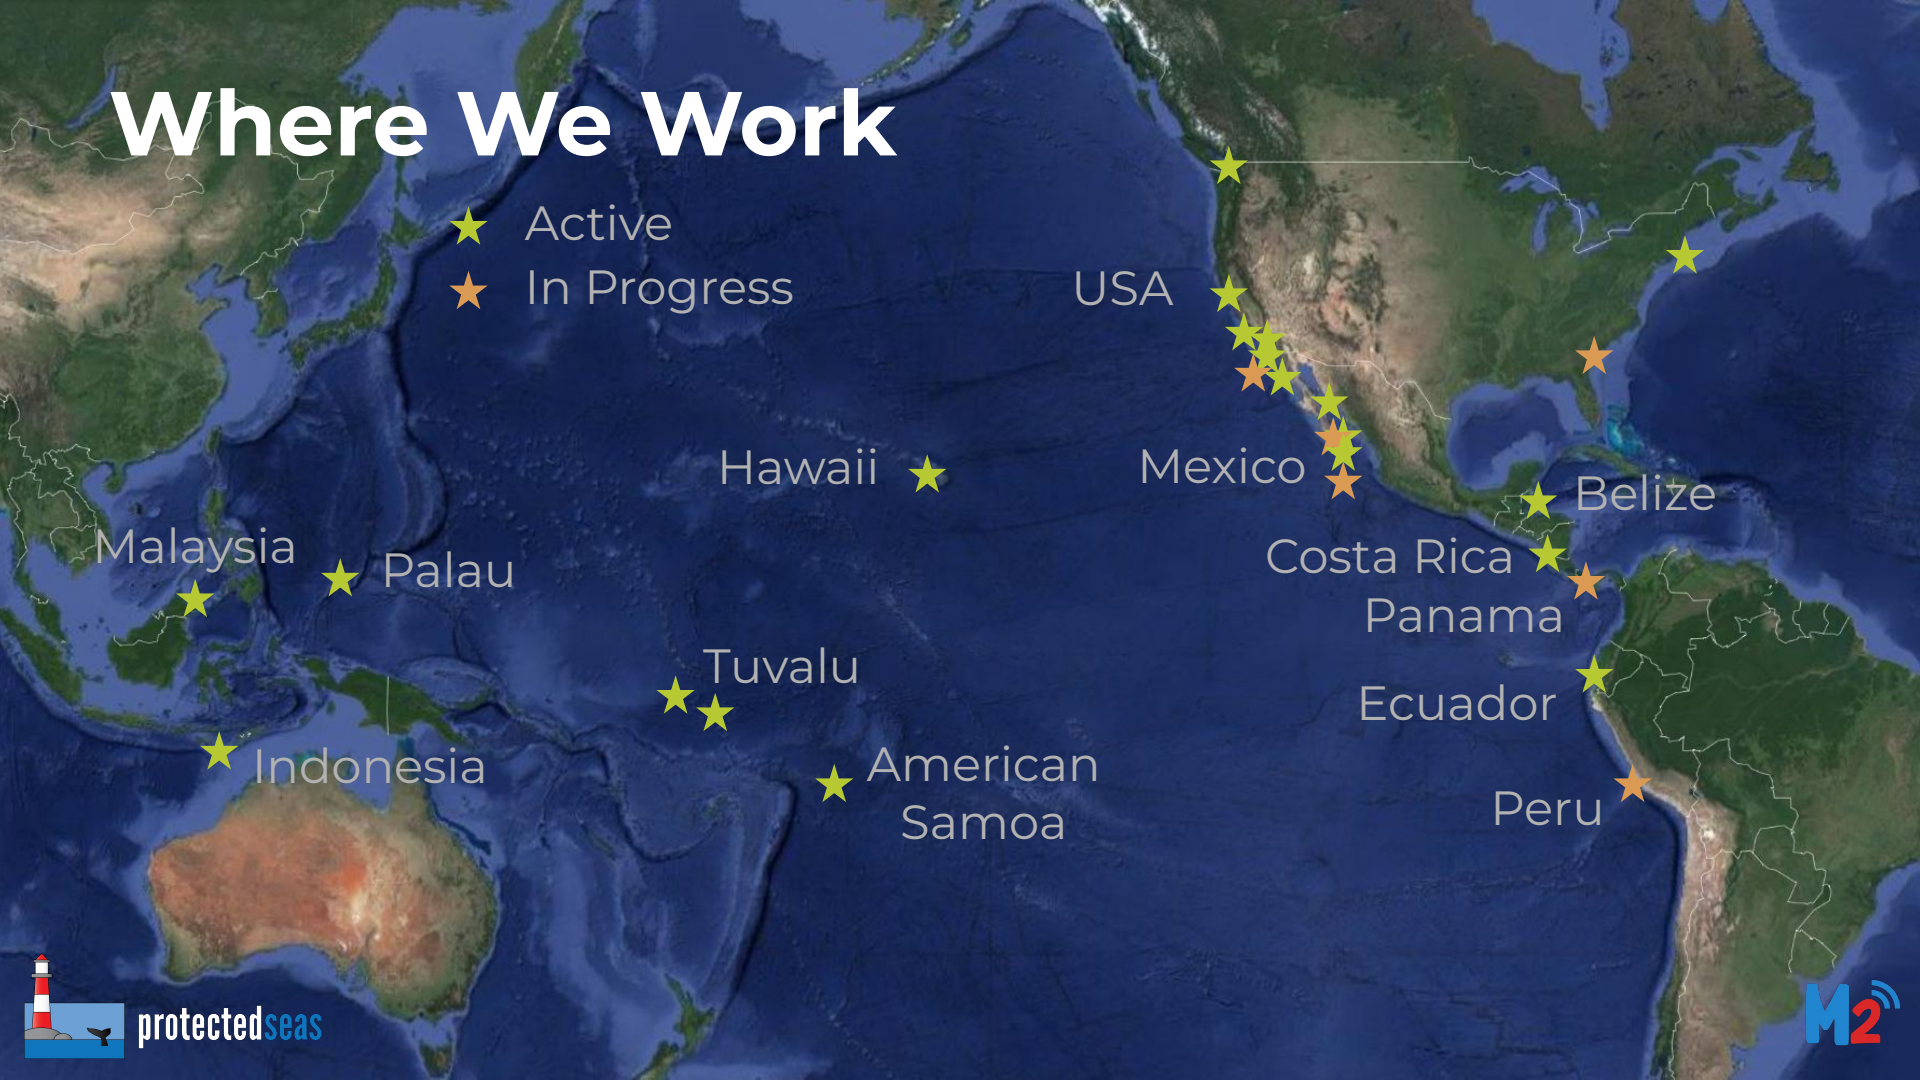 Where We Work
Active
In Progress
USA
Hawaii
Mexico
Belize
Malaysia
Palau
Costa Rica
Panama
Tuvalu
Ecuador
Indonesia
American
Samoa
Peru
protectedseas
M2